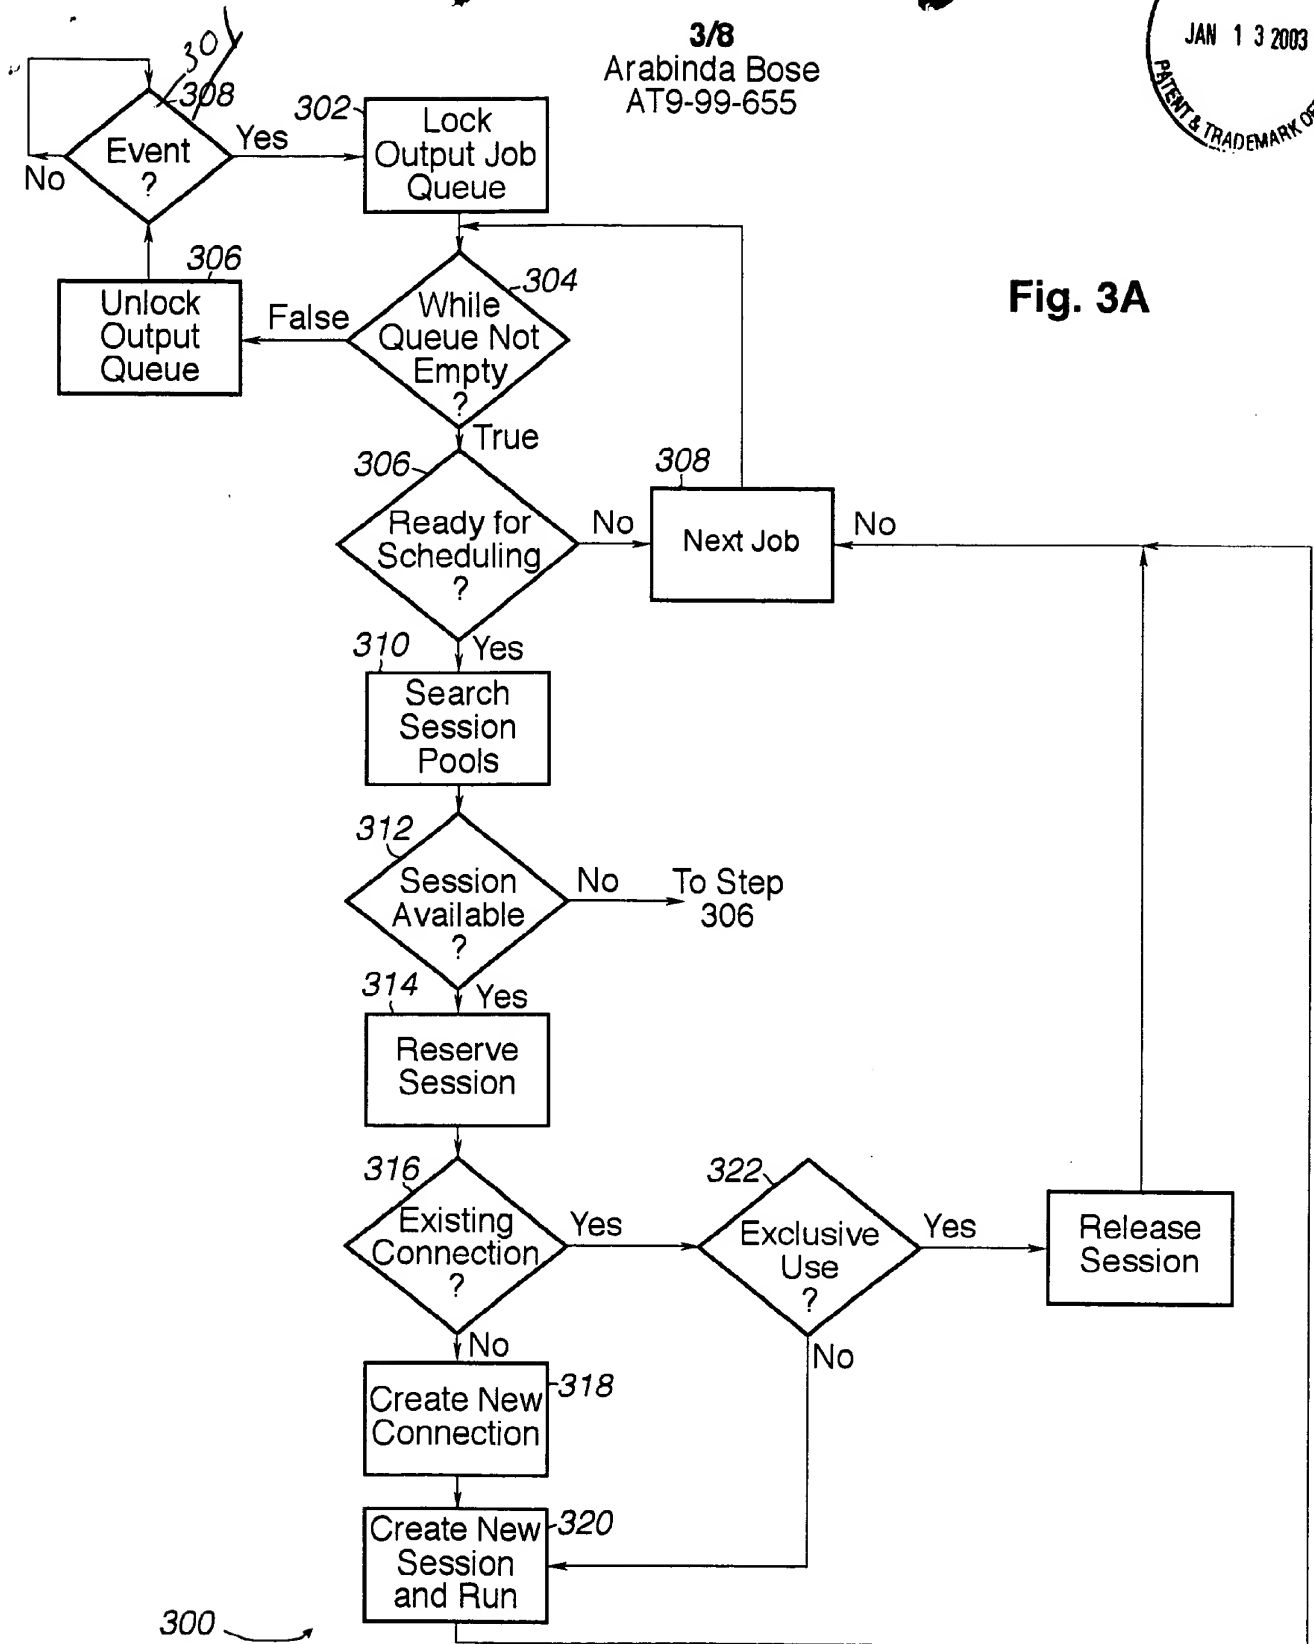 3/8
Arabinda Bose
AT9-99-655
JAN 13 2003
PATENT & TRADEMARK
Fig. 3A
30
308
Event
?
Yes
No
302
Lock
Output Job
Queue
306
Unlock
Output
Queue
False
304
While
Queue Not
Empty
?
True
306
Ready for
Scheduling
?
No
308
Next Job
No
Yes
310
Search
Session
Pools
312
Session
Available
?
No
To Step
306
Yes
314
Reserve
Session
316
Existing
Connection
?
Yes
322
Exclusive
Use
?
Yes
Release
Session
No
No
318
Create New
Connection
320
Create New
Session
and Run
300